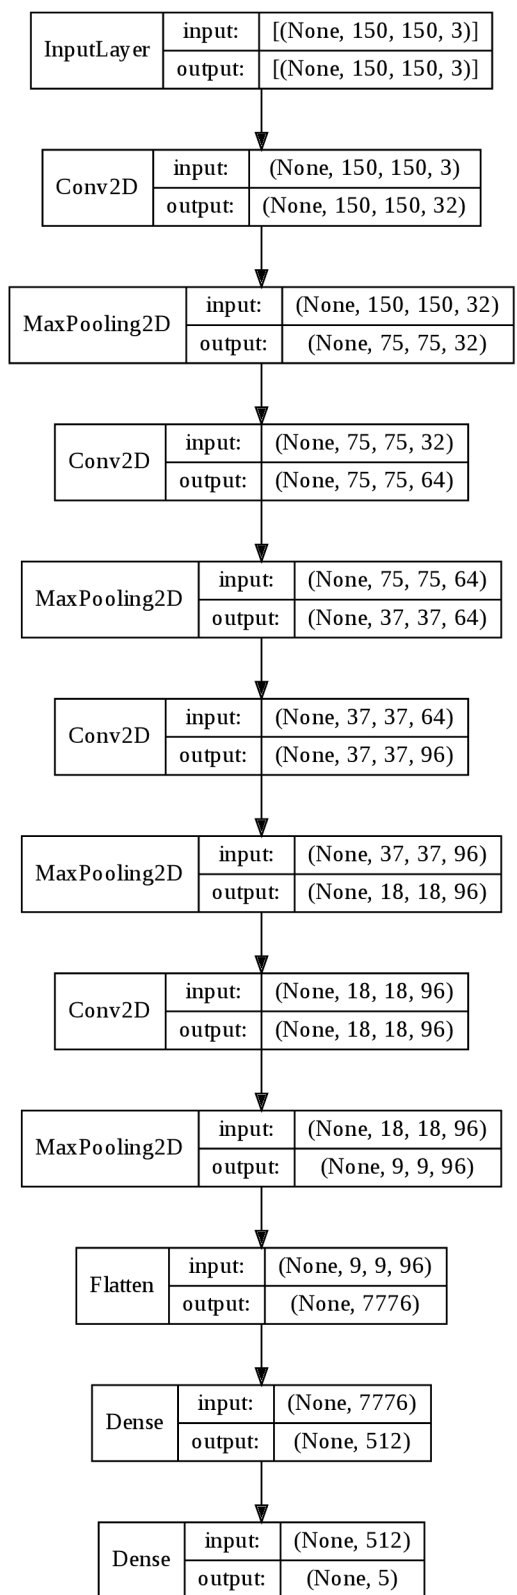 InputLayer
input: [(None, 150, 150, 3)]
output: [(None, 150, 150, 3)]
Conv2D
input: (None, 150, 150, 3)
output: (None, 150, 150, 32)
MaxPooling2D
input: (None, 150, 150, 32)
output: (None, 75, 75, 32)
Conv2D
input: (None, 75, 75, 32)
output: (None, 75, 75, 64)
MaxPooling2D
input: (None, 75, 75, 64)
output: (None, 37, 37, 64)
Conv2D
input: (None, 37, 37, 64)
output: (None, 37, 37, 96)
MaxPooling2D
input: (None, 37, 37, 96)
output: (None, 18, 18, 96)
Conv2D
input: (None, 18, 18, 96)
output: (None, 18, 18, 96)
MaxPooling2D
input: (None, 18, 18, 96)
output: (None, 9, 9, 96)
Flatten
input: (None, 9, 9, 96)
output: (None, 7776)
Dense
input: (None, 7776)
output: (None, 512)
Dense
input: (None, 512)
output: (None, 5)